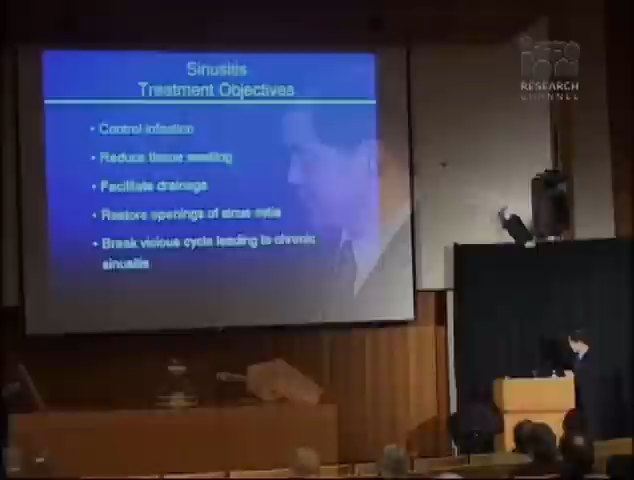 Sinusitis
Treatment Objectives
• Control infection
• Reduce tissue swelling
• Facilitate drainage
• Restore openings of sinus ostia
• Break vicious cycle leading to chronic
sinusitis
RESEARCH
CHANNEL